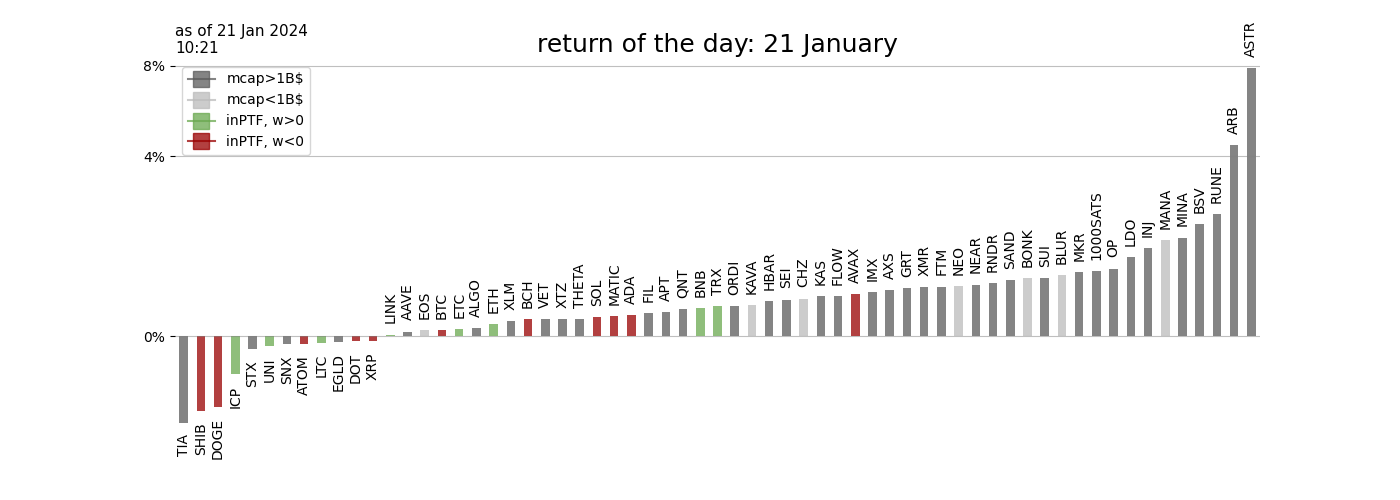 as of 21 Jan 2024
10:21
return of the day: 21 January
8%
4%
0%
mcap>1B$
mcap<1B$
inPTF, w>0
inPTF, w<0
TIA
SHIB
DOGE
ICP
STX
UNI
SNX
ATOM
LTC
EGLD
DOT
XRP
LINK
AAVE
EOS
BTC
ETC
ALGO
ETH
XLM
BCH
VET
XTZ
THETA
SOL
MATIC
ADA
FIL
APT
QNT
BNB
TRX
ORDI
KAVA
HBAR
SEI
CHZ
KAS
FLOW
AVAX
IMX
AXS
GRT
XMR
FTM
NEO
NEAR
RNDR
SAND
BONK
SUI
BLUR
MKR
1000SATS
OP
LDO
INJ
MANA
MINA
BSV
RUNE
ARB
ASTR